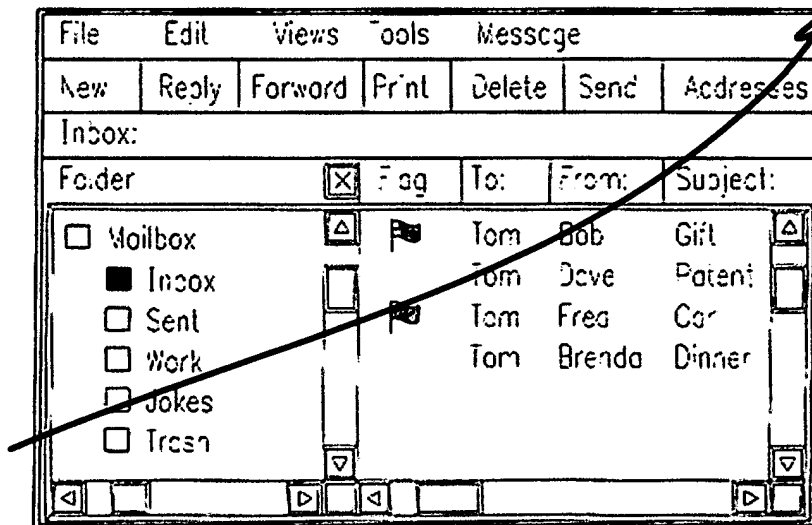 File Edit Views Tools Message
New Reply Forward Print Delete Send Addresses
Inbox:
Folder Flag To: From: Subject:
Mailbox Tom Bob Gift
Inbox Tom Dave Patent
Sent Tom Fred Car
Work Tom Brenda Dinner
Jokes
Trash